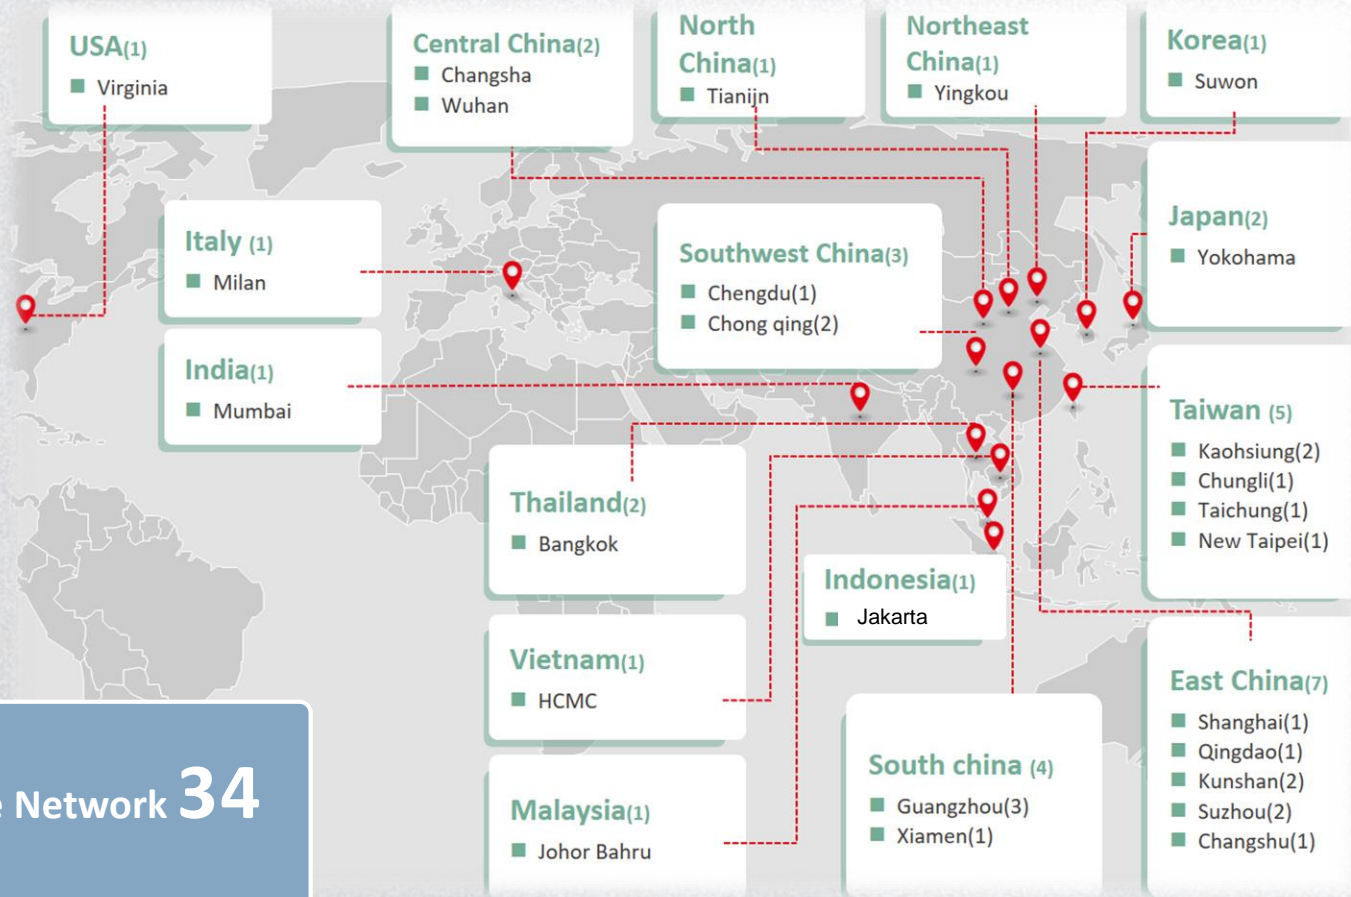 USA(1)
Virginia
Central China(2)
Changsha
Wuhan
North
China(1)
Tianijn
Northeast
China(1)
Yingkou
Korea(1)
Suwon
Italy (1)
Milan
Southwest China(3)
Chengdu(1)
Chong qing(2)
Japan(2)
Yokohama
India(1)
Mumbai
Taiwan (5)
Kaohsiung(2)
Chungli(1)
Taichung(1)
New Taipei(1)
Thailand(2)
Bangkok
Indonesia(1)
Jakarta
Vietnam(1)
HCMC
East China(7)
Shanghai(1)
Qingdao(1)
Kunshan(2)
Suzhou(2)
Changshu(1)
South china (4)
Guangzhou(3)
Xiamen(1)
Malaysia(1)
Johor Bahru
Network 34